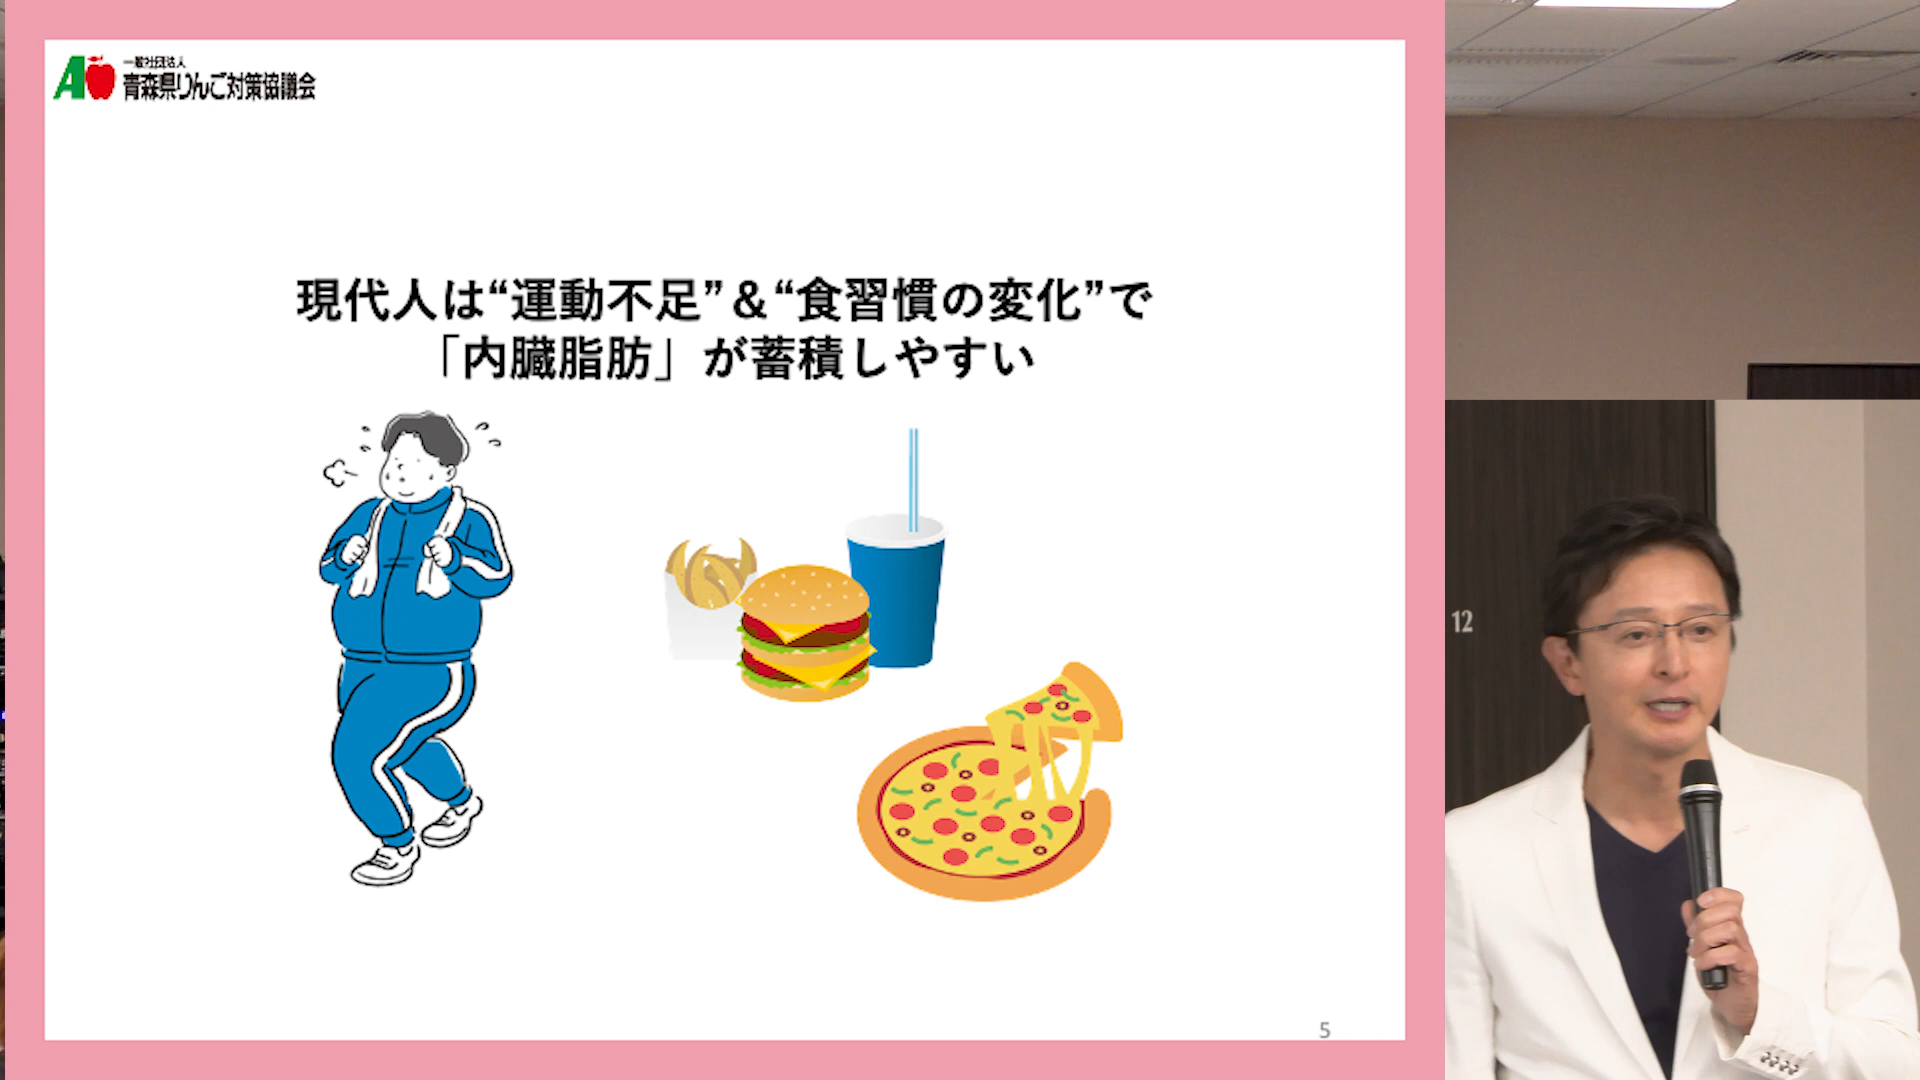 一般社団法人
青森県りんご対策協議会
現代人は“運動不足”＆“食習慣の変化”で
「内臓脂肪」が蓄積しやすい
5
12